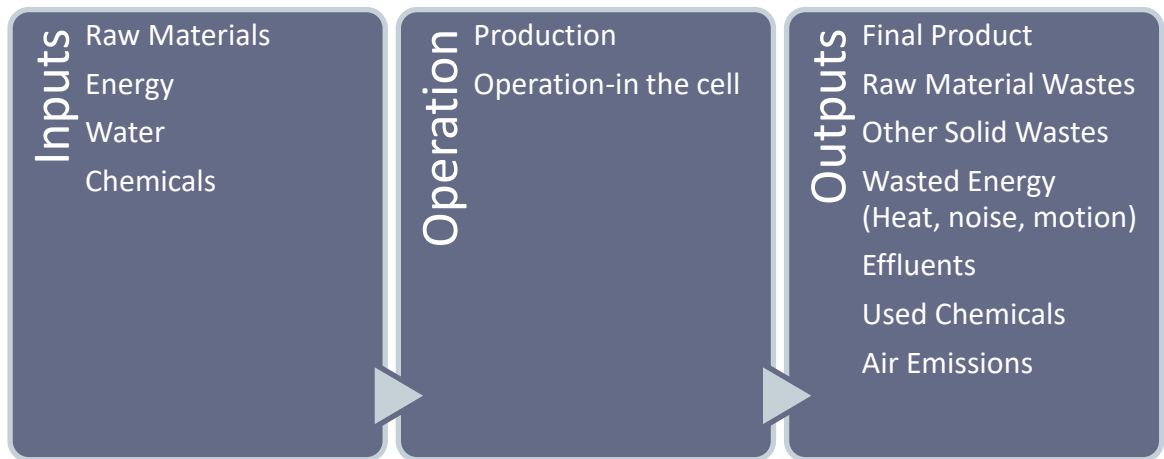 Inputs
Raw Materials
Energy
Water
Chemicals
Operation
Production
Operation-in the cell
Outputs
Final Product
Raw Material Wastes
Other Solid Wastes
Wasted Energy
(Heat, noise, motion)
Effluents
Used Chemicals
Air Emissions